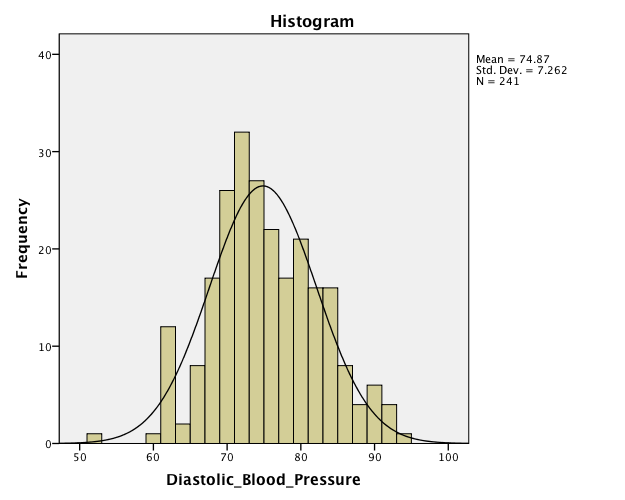 Histogram
Mean = 74.87
Std. Dev. = 7.262
N = 241
40
30
20
10
0
Frequency
50 60 70 80 90 100
Diastolic_Blood_Pressure